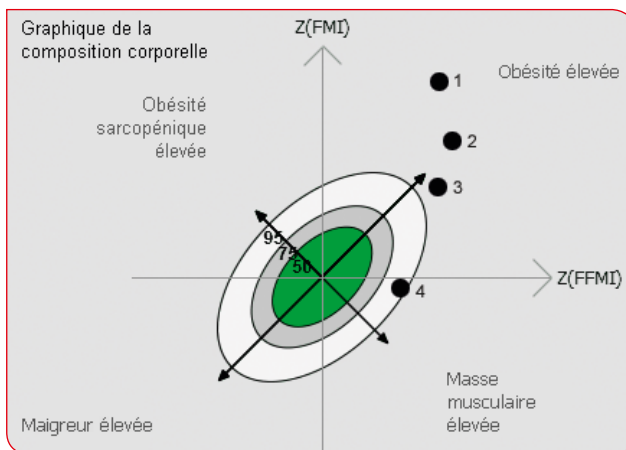 Graphique de la
composition corporelle
Z(FMI)
Obésité élevée
1
Obésité
sarcopénique
élevée
2
3
95
75
50
Z(FFMI)
4
Masse
musculaire
élevée
Maigreur élevée